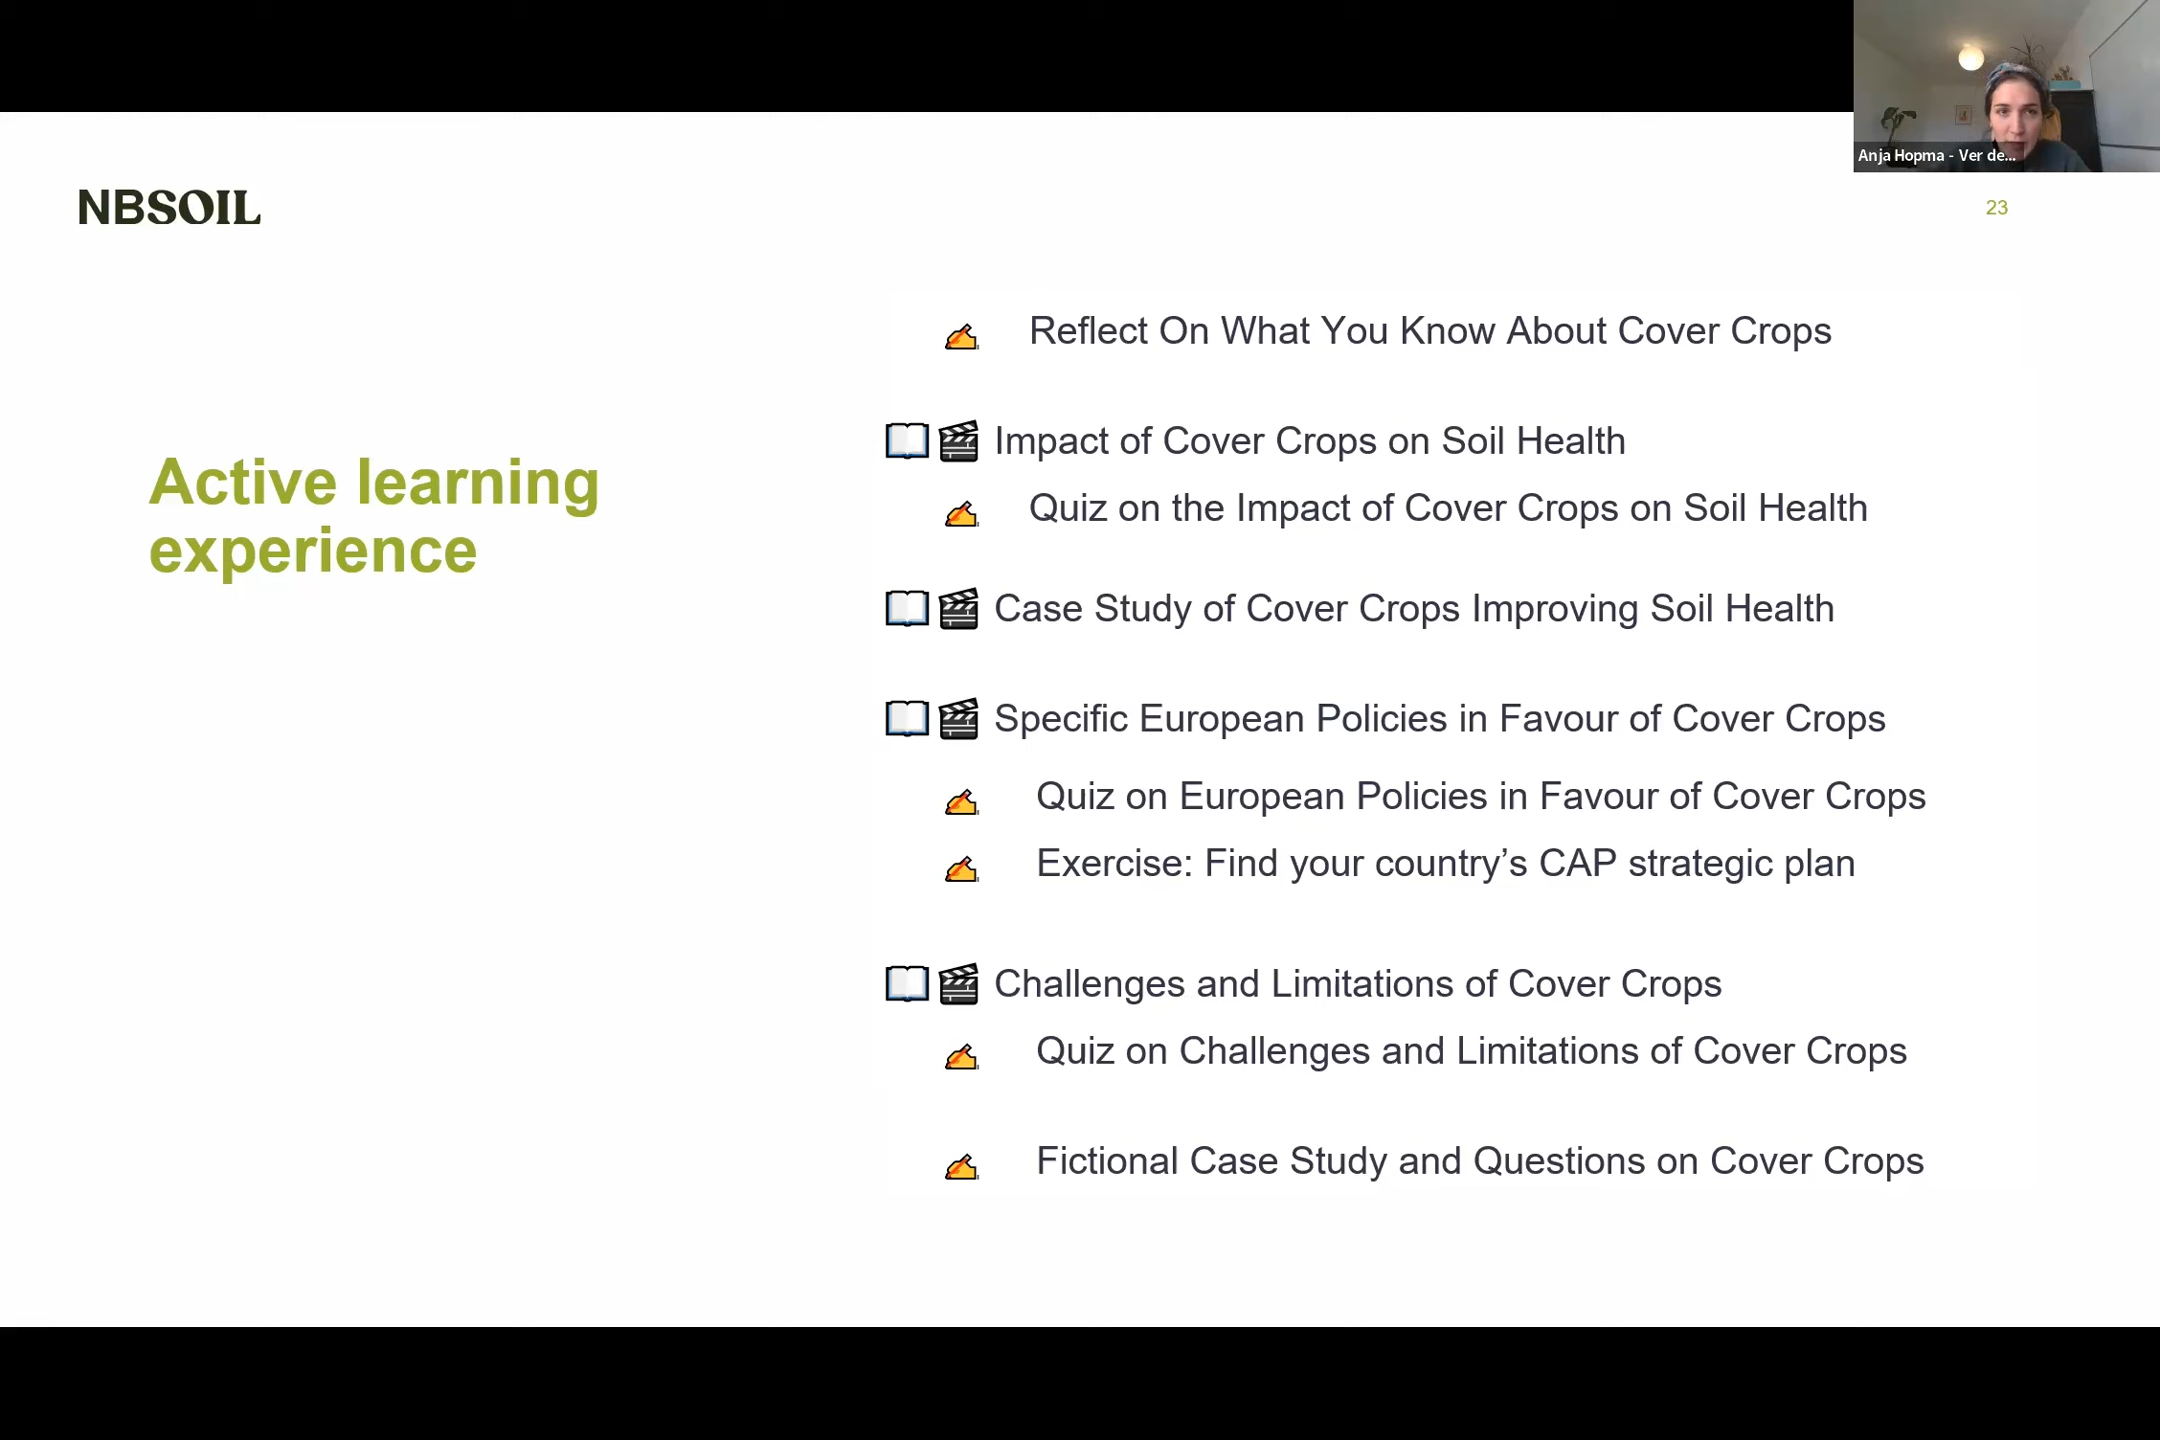 Anja Hopma - Ver de...
NBSOIL
23
Active learning
experience
Reflect On What You Know About Cover Crops
Impact of Cover Crops on Soil Health
Quiz on the Impact of Cover Crops on Soil Health
Case Study of Cover Crops Improving Soil Health
Specific European Policies in Favour of Cover Crops
Quiz on European Policies in Favour of Cover Crops
Exercise: Find your country’s CAP strategic plan
Challenges and Limitations of Cover Crops
Quiz on Challenges and Limitations of Cover Crops
Fictional Case Study and Questions on Cover Crops